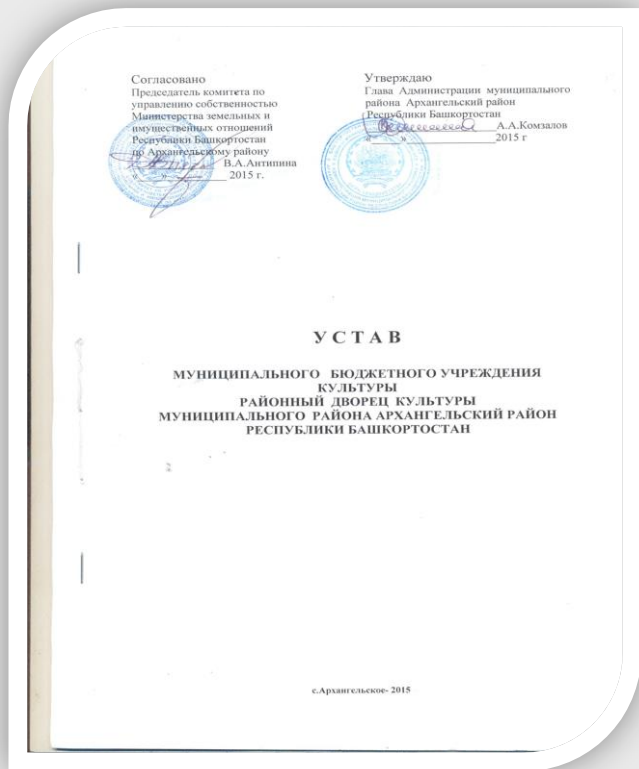 Согласовано
Председатель комитета по
управлению собственностью
Министерства земельных и
имущественных отношений
Республики Башкортостан
по Архангельскому району
В.А.Антипина
« » 2015 г.
Утверждаю
Глава Администрации муниципального
района Архангельский район
Республики Башкортостан
А.А.Комзалов
« » 2015 г
У С Т А В
МУНИЦИПАЛЬНОГО БЮДЖЕТНОГО УЧРЕЖДЕНИЯ
КУЛЬТУРЫ
РАЙОННЫЙ ДВОРЕЦ КУЛЬТУРЫ
МУНИЦИПАЛЬНОГО РАЙОНА АРХАНГЕЛЬСКИЙ РАЙОН
РЕСПУБЛИКИ БАШКОРТОСТАН
с.Архангельское- 2015